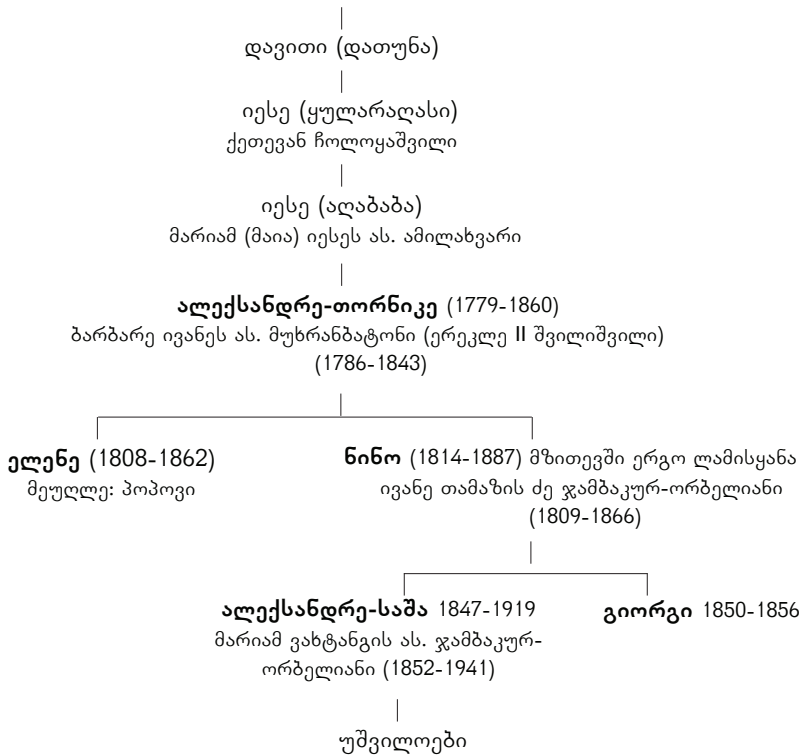 დავითი (დათუნა)
იესე (ყულარაღასი)
ქეთევან ჩოლოყაშვილი
იესე (აღაბაბა)
მარიამ (მაია) იესეს ას. ამილახვარი
ალექსანდრე-თორნიკე (1779-1860)
ბარბარე ივანეს ას. მუხრანბატონი (ერეკლე II შვილიშვილი)
(1786-1843)
ელენე (1808-1862)
მეუღლე: პოპოვი
ნინო (1814-1887) მზითევში ერგო ლამისყანა
ივანე თამაზის ძე ჯამბაკურ-ორბელიანი
(1809-1866)
ალექსანდრე-საშა 1847-1919
მარიამ ვახტანგის ას. ჯამბაკურ-
ორბელიანი (1852-1941)
გიორგი 1850-1856
უშვილოები